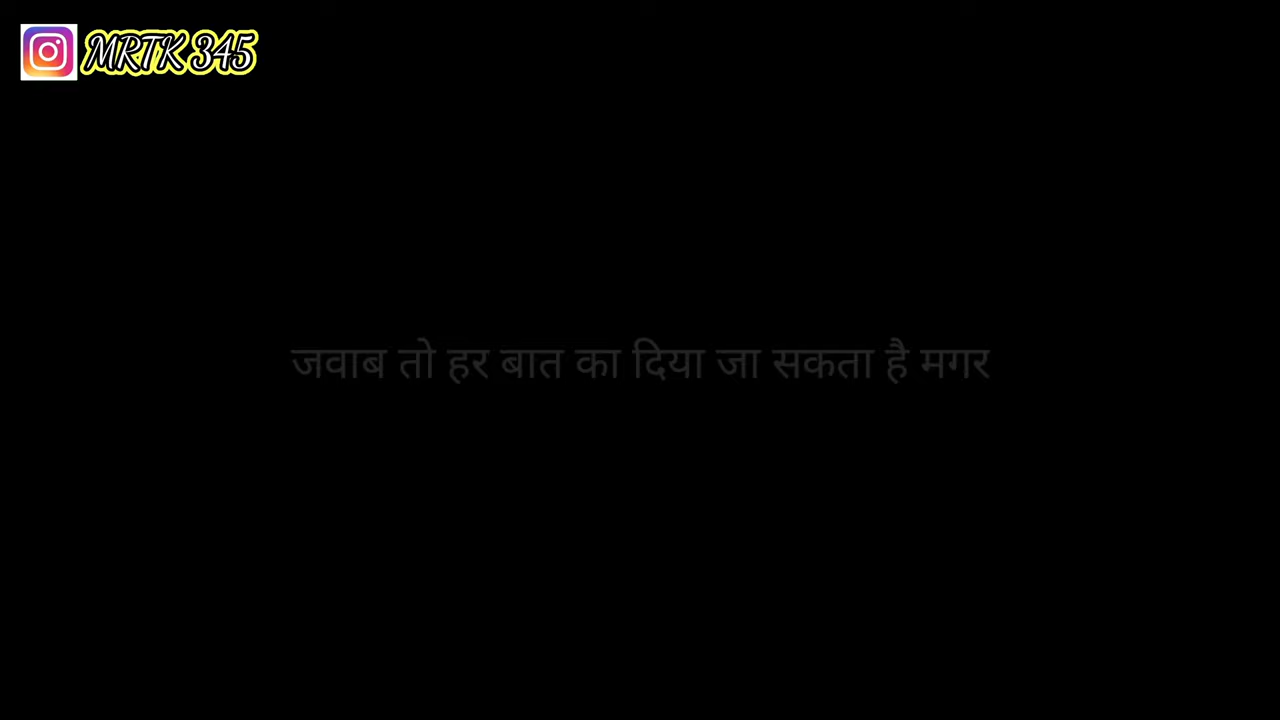 MRTK 345
जवाब तो हर बात का दिया जा सकता है मगर